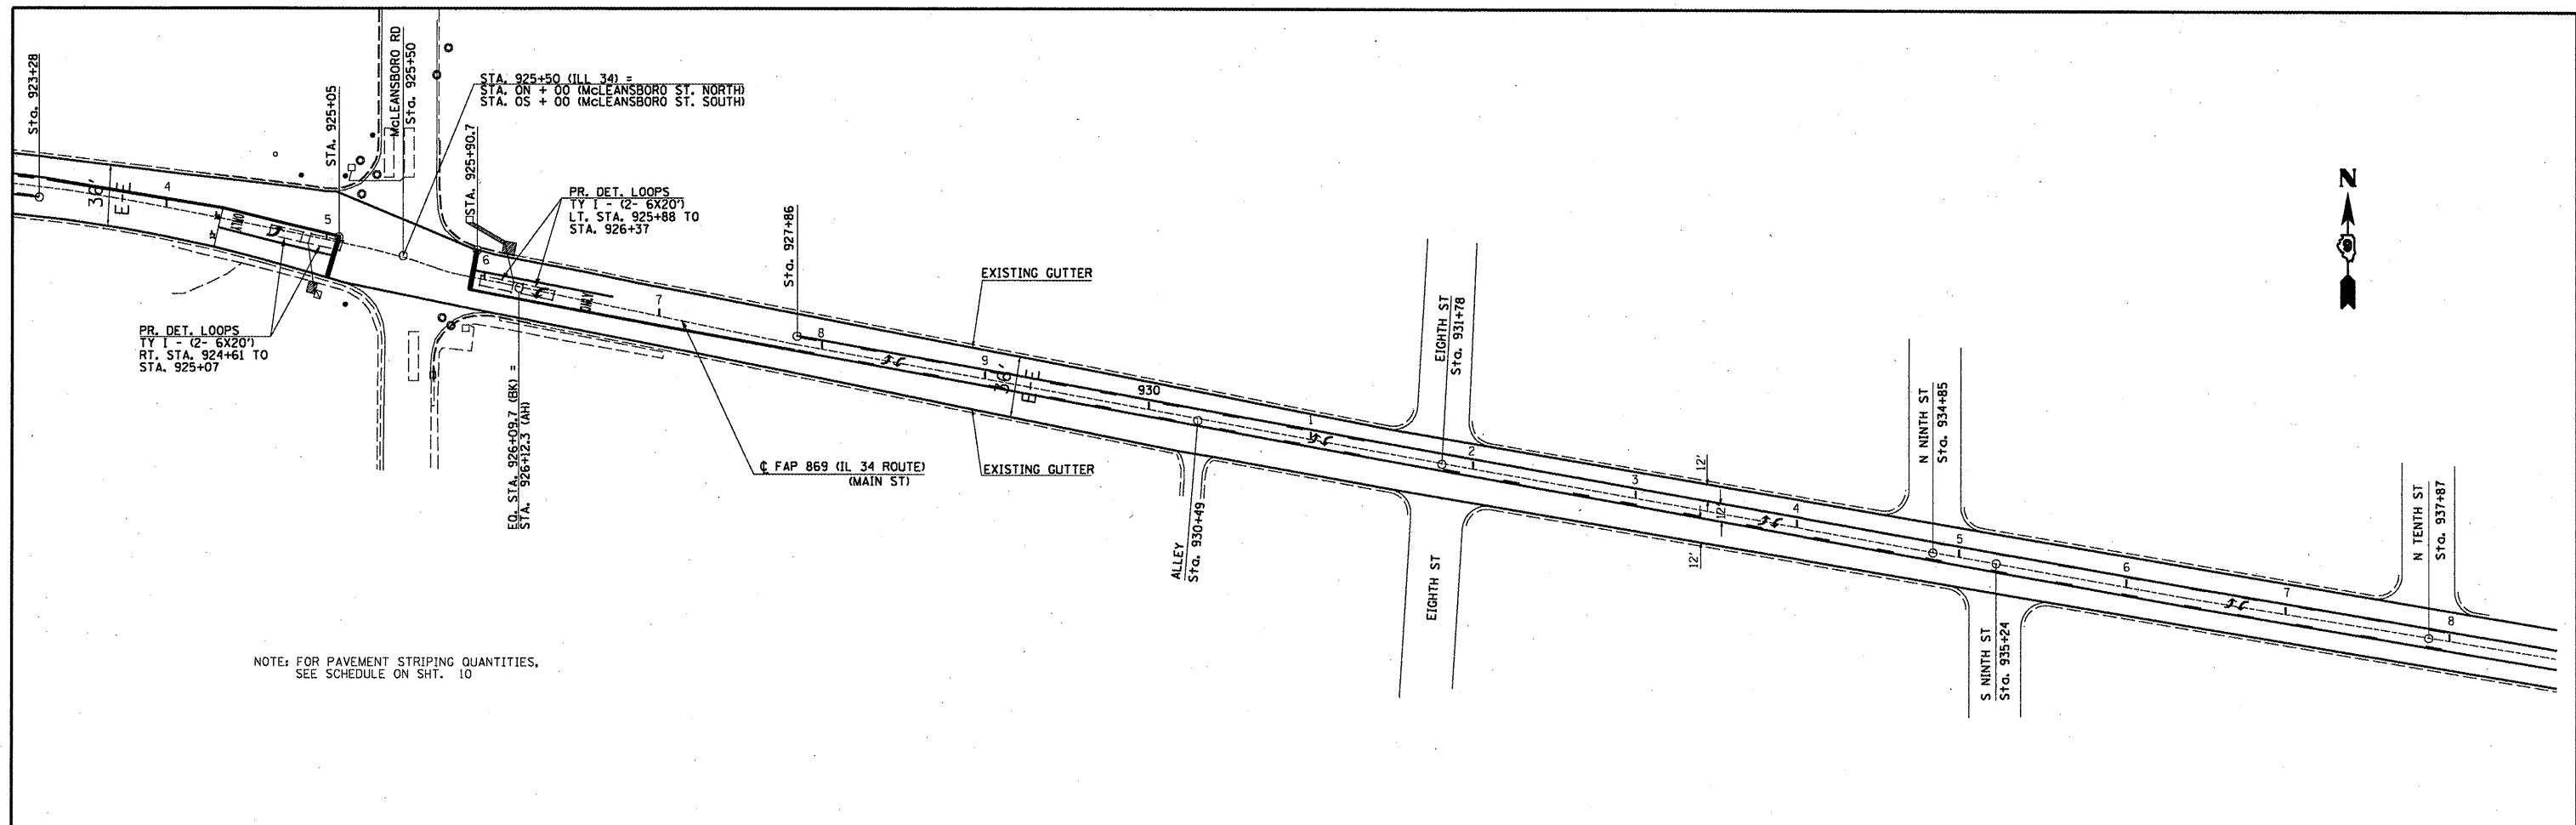 Sta. 923+28
STA. 925+05
McLEANSBORO RD
Sta. 925+50
STA. 925+50 (ILL 34) =
STA. 0N + 00 (McLEANSBORO ST. NORTH)
STA. 0S + 00 (McLEANSBORO ST. SOUTH)
STA. 925+90.7
PR. DET. LOOPS
TY I - (2- 6X20')
LT. STA. 925+88 TO
STA. 926+37
Sta. 927+86
36'
E-E
4
ONLY
5
6
ONLY
7
8
9
36'
E-E
930
1
2
3
4
5
6
7
8
PR. DET. LOOPS
TY I - (2- 6X20')
RT. STA. 924+61 TO
STA. 925+07
EQ. STA. 926+09.7 (BK) =
STA. 926+12.3 (AH)
EXISTING GUTTER
EXISTING GUTTER
℄ FAP 869 (IL 34 ROUTE)
(MAIN ST)
ALLEY
Sta. 930+49
EIGHTH ST
Sta. 931+78
EIGHTH ST
12'
12'
12'
N NINTH ST
Sta. 934+85
S NINTH ST
Sta. 935+24
N TENTH ST
Sta. 937+87
N
9
NOTE: FOR PAVEMENT STRIPING QUANTITIES,
SEE SCHEDULE ON SHT. 10